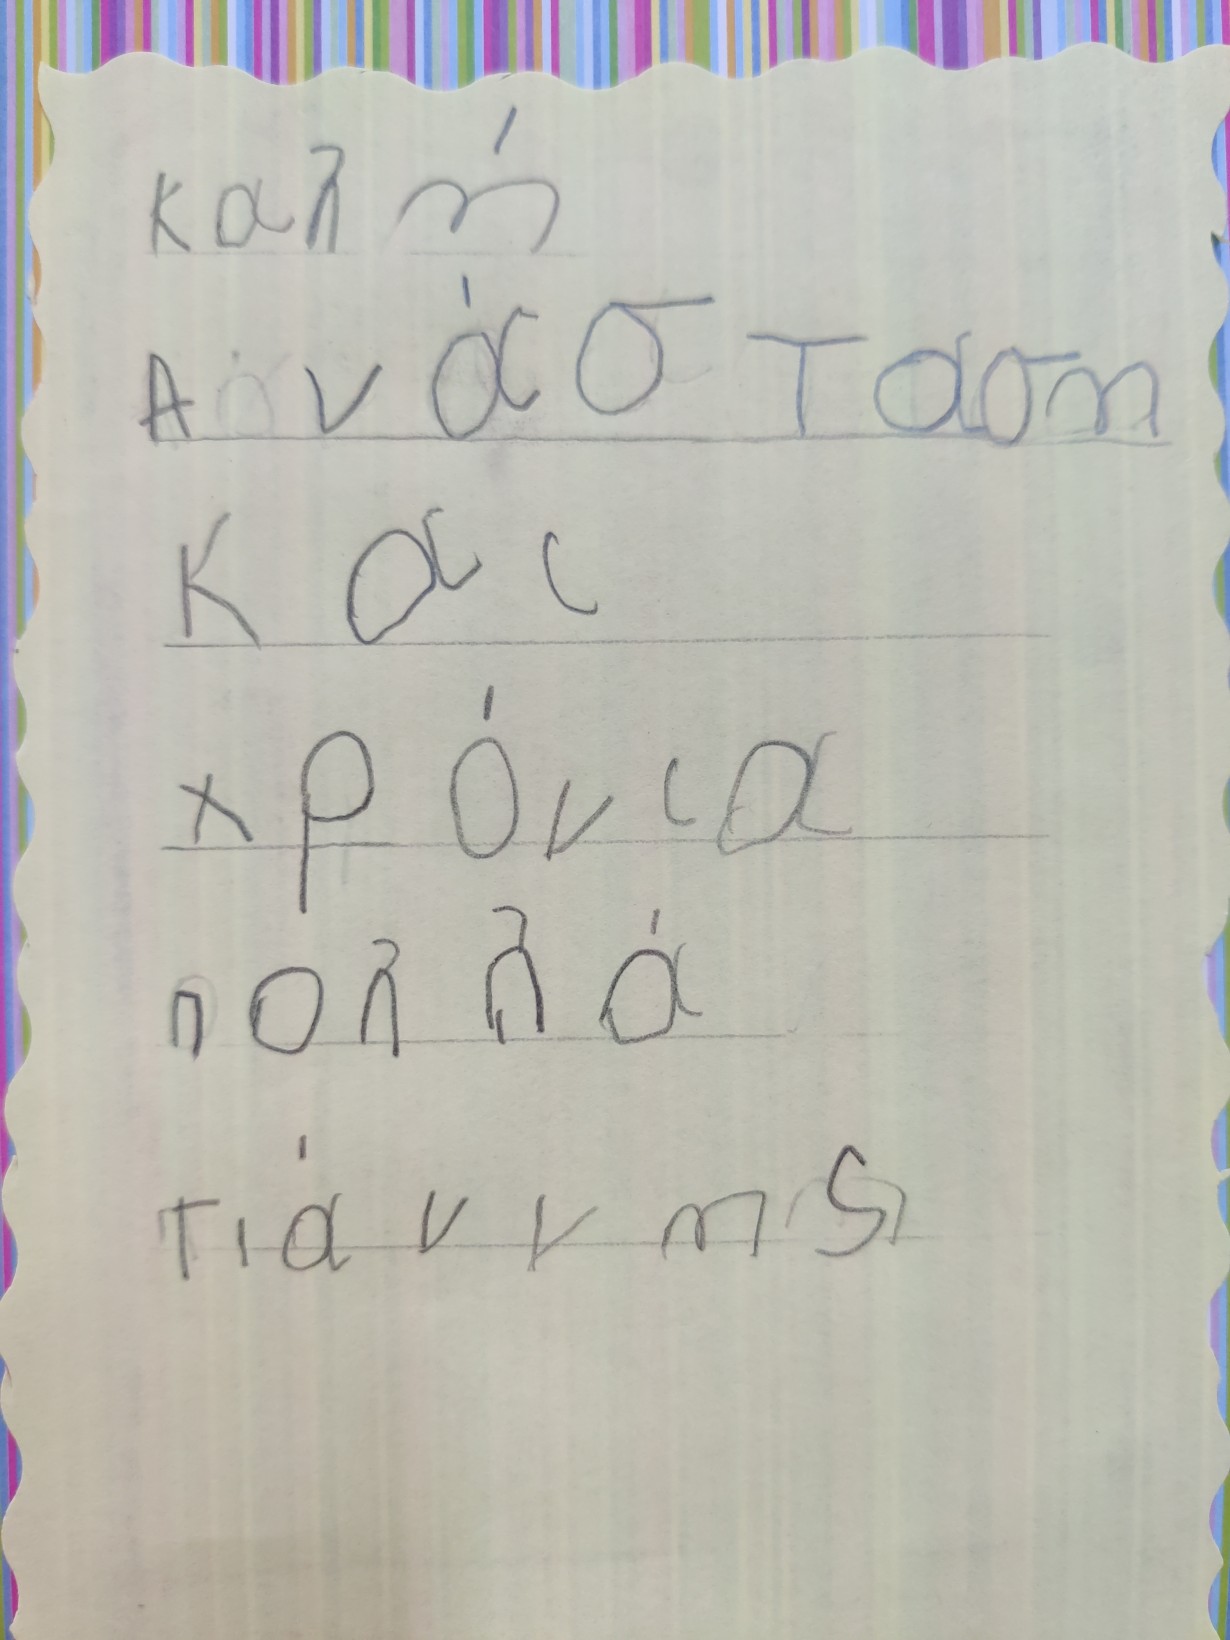 καλή
Ανάσταση
και
χρόνια
πολλά
Γιάννης